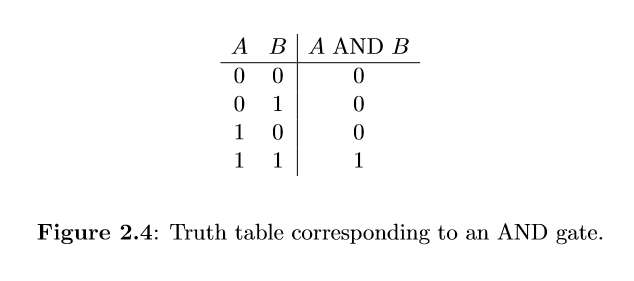 A B A AND B
0 0 0
0 1 0
1 0 0
1 1 1
Figure 2.4: Truth table corresponding to an AND gate.